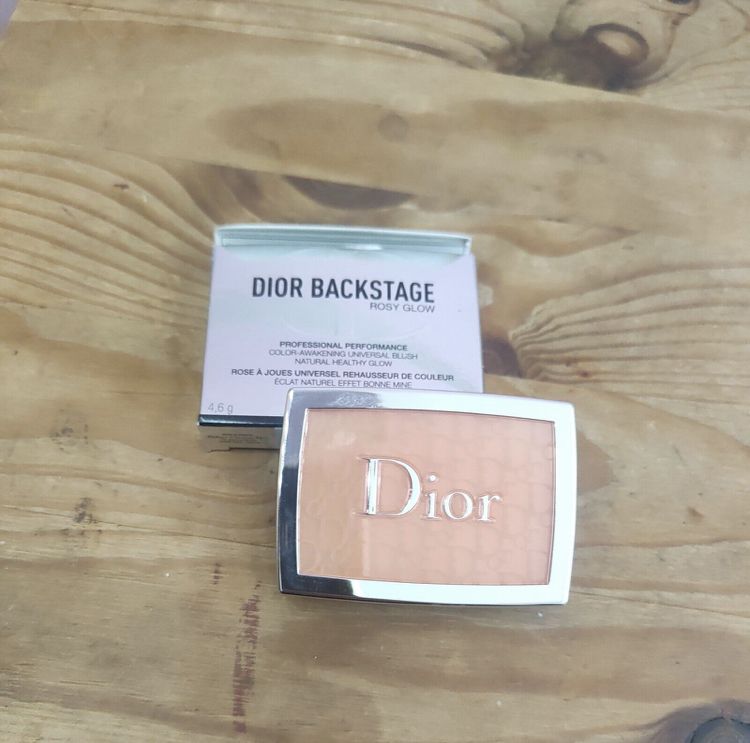 DIOR BACKSTAGE
ROSY GLOW
PROFESSIONAL PERFORMANCE
COLOR-AWAKENING UNIVERSAL BLUSH
NATURAL HEALTHY GLOW
ROSE À JOUES UNIVERSEL REHAUSSEUR DE COULEUR
ÉCLAT NATUREL EFFET BONNE MINE
4,6 g
Dior